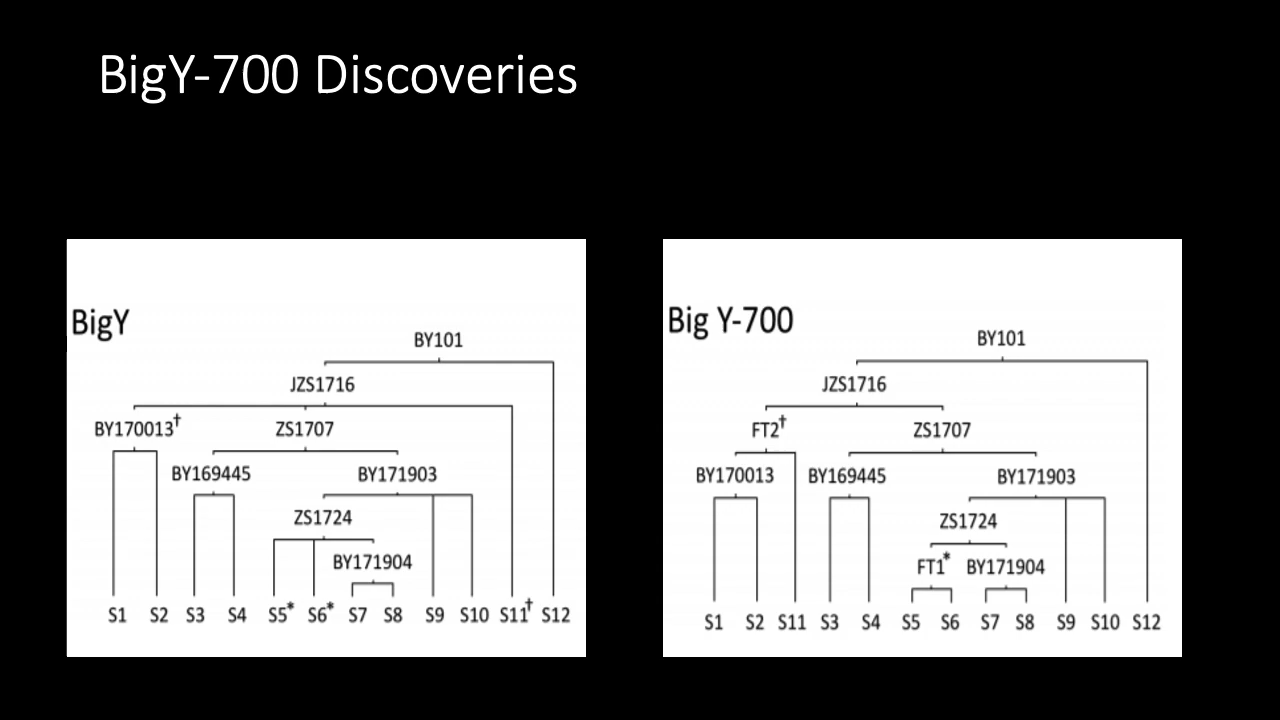 BigY-700 Discoveries
BigY
BY101
JZS1716
BY170013† ZS1707
BY169445 BY171903
ZS1724
BY171904
S1 S2 S3 S4 S5* S6* S7 S8 S9 S10 S11† S12
Big Y-700
BY101
JZS1716
FT2† ZS1707
BY170013 BY169445 BY171903
ZS1724
FT1* BY171904
S1 S2 S11 S3 S4 S5 S6 S7 S8 S9 S10 S12